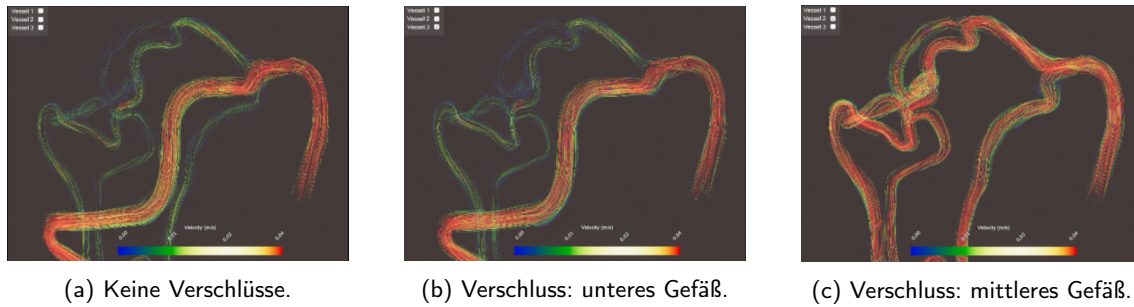 Vessel 1
Vessel 2
Vessel 3
Velocity (m/s)
0.00
0.01
0.02
0.04
(a) Keine Verschlüsse.
Vessel 1
Vessel 2
Vessel 3
Velocity (m/s)
0.00
0.01
0.02
0.04
(b) Verschluss: unteres Gefäß.
Vessel 1
Vessel 2
Vessel 3
Velocity (m/s)
0.00
0.01
0.02
0.04
(c) Verschluss: mittleres Gefäß.